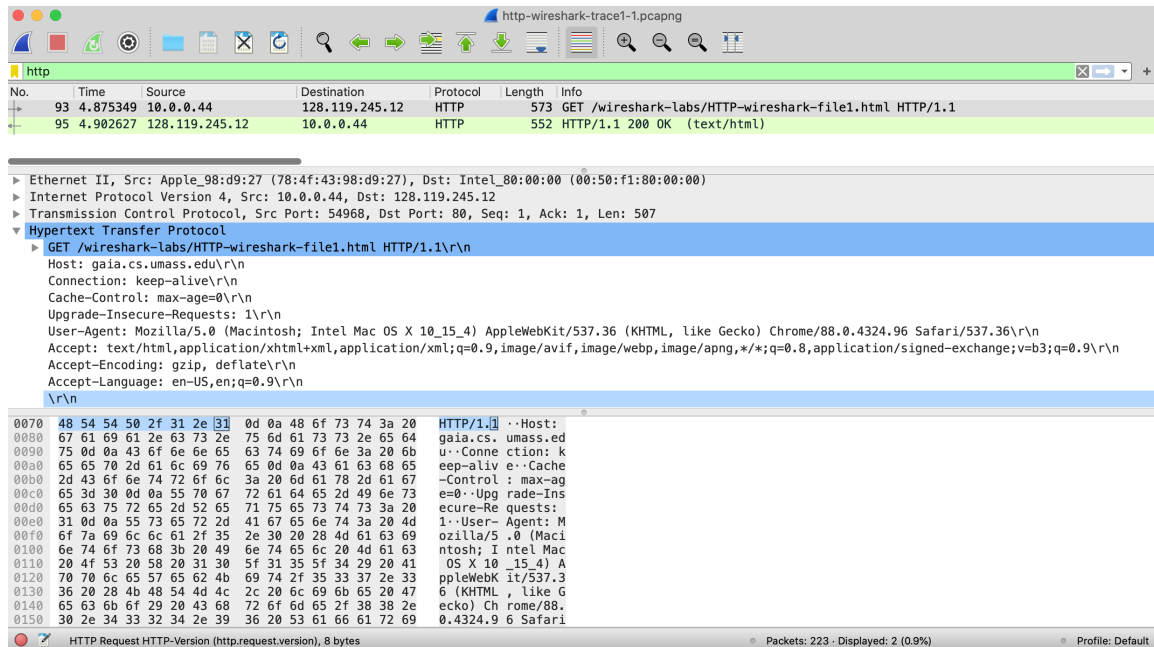 http-wireshark-trace1-1.pcapng
http
No. Time Source Destination Protocol Length Info
93 4.875349 10.0.0.44 128.119.245.12 HTTP 573 GET /wireshark-labs/HTTP-wireshark-file1.html HTTP/1.1
95 4.902627 128.119.245.12 10.0.0.44 HTTP 552 HTTP/1.1 200 OK (text/html)
Ethernet II, Src: Apple_98:d9:27 (78:4f:43:98:d9:27), Dst: Intel_80:00:00 (00:50:f1:80:00:00)
Internet Protocol Version 4, Src: 10.0.0.44, Dst: 128.119.245.12
Transmission Control Protocol, Src Port: 54968, Dst Port: 80, Seq: 1, Ack: 1, Len: 507
Hypertext Transfer Protocol
GET /wireshark-labs/HTTP-wireshark-file1.html HTTP/1.1\r\n
Host: gaia.cs.umass.edu\r\n
Connection: keep-alive\r\n
Cache-Control: max-age=0\r\n
Upgrade-Insecure-Requests: 1\r\n
User-Agent: Mozilla/5.0 (Macintosh; Intel Mac OS X 10_15_4) AppleWebKit/537.36 (KHTML, like Gecko) Chrome/88.0.4324.96 Safari/537.36\r\n
Accept: text/html,application/xhtml+xml,application/xml;q=0.9,image/avif,image/webp,image/apng,*/*;q=0.8,application/signed-exchange;v=b3;q=0.9\r\n
Accept-Encoding: gzip, deflate\r\n
Accept-Language: en-US,en;q=0.9\r\n
\r\n
0070 48 54 54 50 2f 31 2e 31 0d 0a 48 6f 73 74 3a 20 HTTP/1.1 ··Host:
0080 67 61 69 61 2e 63 73 2e 75 6d 61 73 73 2e 65 64 gaia.cs. umass.ed
0090 75 0d 0a 43 6f 6e 6e 65 63 74 69 6f 6e 3a 20 6b u··Conne ction: k
00a0 65 65 70 2d 61 6c 69 76 65 0d 0a 43 61 63 68 65 eep-aliv e··Cache
00b0 2d 43 6f 6e 74 72 6f 6c 3a 20 6d 61 78 2d 61 67 -Control : max-ag
00c0 65 3d 30 0d 0a 55 70 67 72 61 64 65 2d 49 6e 73 e=0··Upg rade-Ins
00d0 65 63 75 72 65 2d 52 65 71 75 65 73 74 73 3a 20 ecure-Re quests:
00e0 31 0d 0a 55 73 65 72 2d 41 67 65 6e 74 3a 20 4d 1··User- Agent: M
00f0 6f 7a 69 6c 6c 61 2f 35 2e 30 20 28 4d 61 63 69 ozilla/5 .0 (Maci
0100 6e 74 6f 73 68 3b 20 49 6e 74 65 6c 20 4d 61 63 ntosh; I ntel Mac
0110 20 4f 53 20 58 20 31 30 5f 31 35 5f 34 29 20 41 OS X 10 _15_4) A
0120 70 70 6c 65 57 65 62 4b 69 74 2f 35 33 37 2e 33 ppleWebK it/537.3
0130 36 20 28 4b 48 54 4d 4c 2c 20 6c 69 6b 65 20 47 6 (KHTML , like G
0140 65 63 6b 6f 29 20 43 68 72 6f 6d 65 2f 38 38 2e ecko) Ch rome/88.
0150 30 2e 34 33 32 34 2e 39 36 20 53 61 66 61 72 69 0.4324.9 6 Safari
HTTP Request HTTP-Version (http.request.version), 8 bytes Packets: 223 · Displayed: 2 (0.9%) Profile: Default